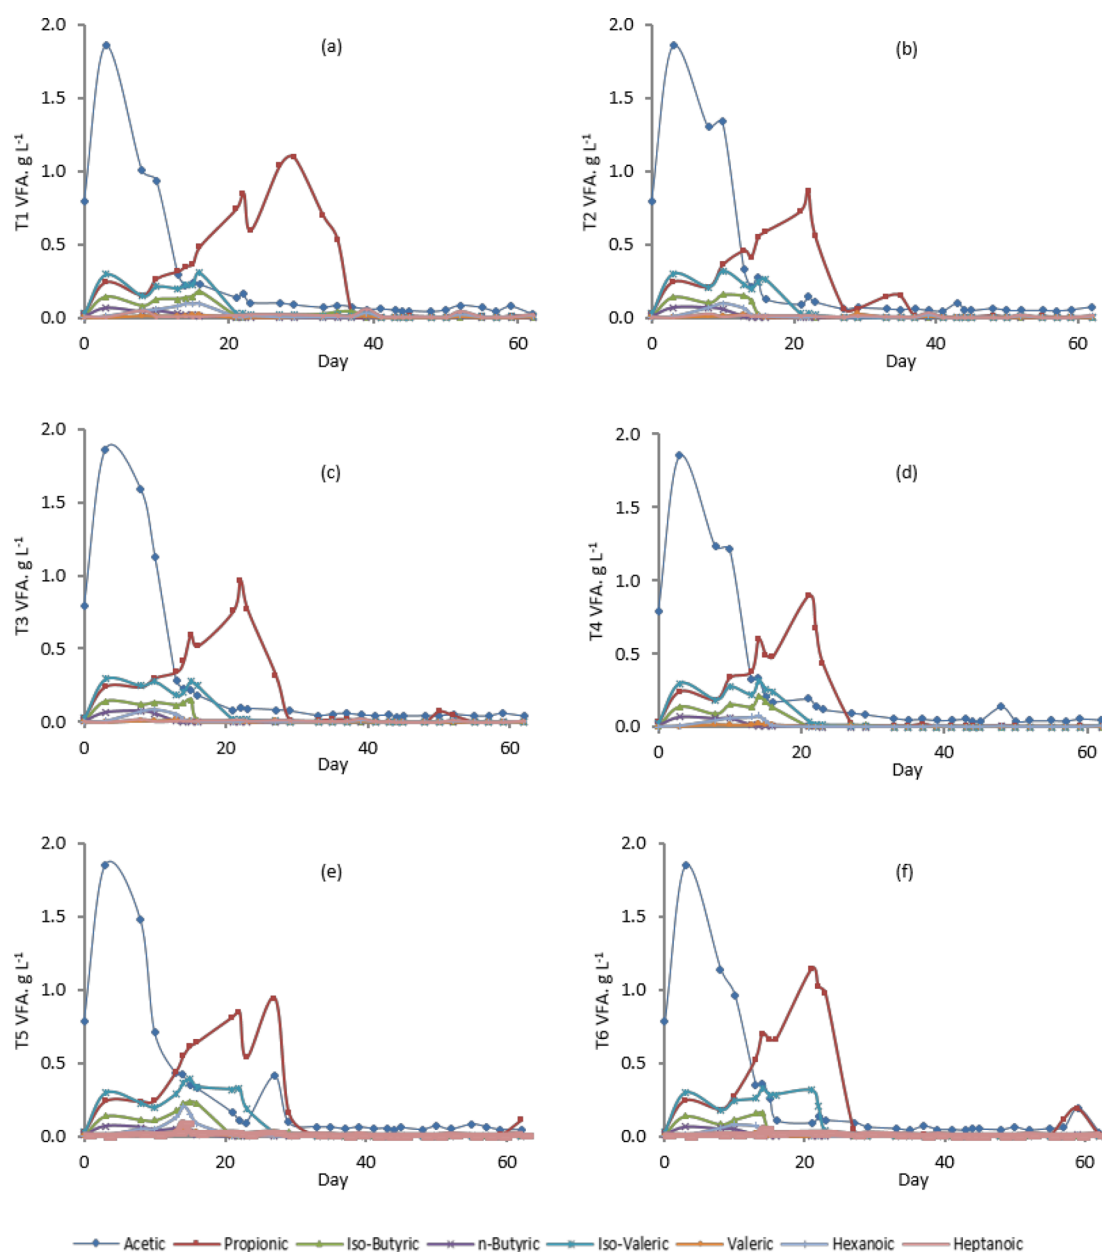 (a)
T1 VFA. g L⁻¹
2.0
1.5
1.0
0.5
0.0
0 20 40 60
Day
(b)
T2 VFA. g L⁻¹
2.0
1.5
1.0
0.5
0.0
0 20 40 60
Day
(c)
T3 VFA. g L⁻¹
2.0
1.5
1.0
0.5
0.0
0 20 40 60
Day
(d)
T4 VFA. g L⁻¹
2.0
1.5
1.0
0.5
0.0
0 20 40 60
Day
(e)
T5 VFA. g L⁻¹
2.0
1.5
1.0
0.5
0.0
0 20 40 60
Day
(f)
T6 VFA. g L⁻¹
2.0
1.5
1.0
0.5
0.0
0 20 40 60
Day
Acetic Propionic Iso-Butyric n-Butyric Iso-Valeric Valeric Hexanoic Heptanoic